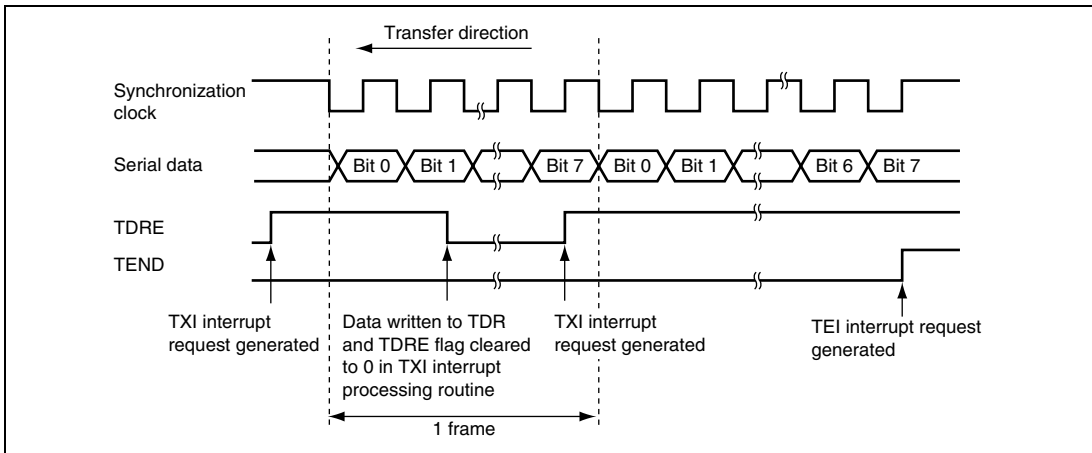 Transfer direction
Synchronization
clock
Serial data
Bit 0
Bit 1
Bit 7
Bit 0
Bit 1
Bit 6
Bit 7
TDRE
TEND
TXI interrupt
request generated
Data written to TDR
and TDRE flag cleared
to 0 in TXI interrupt
processing routine
TXI interrupt
request generated
TEI interrupt request
generated
1 frame